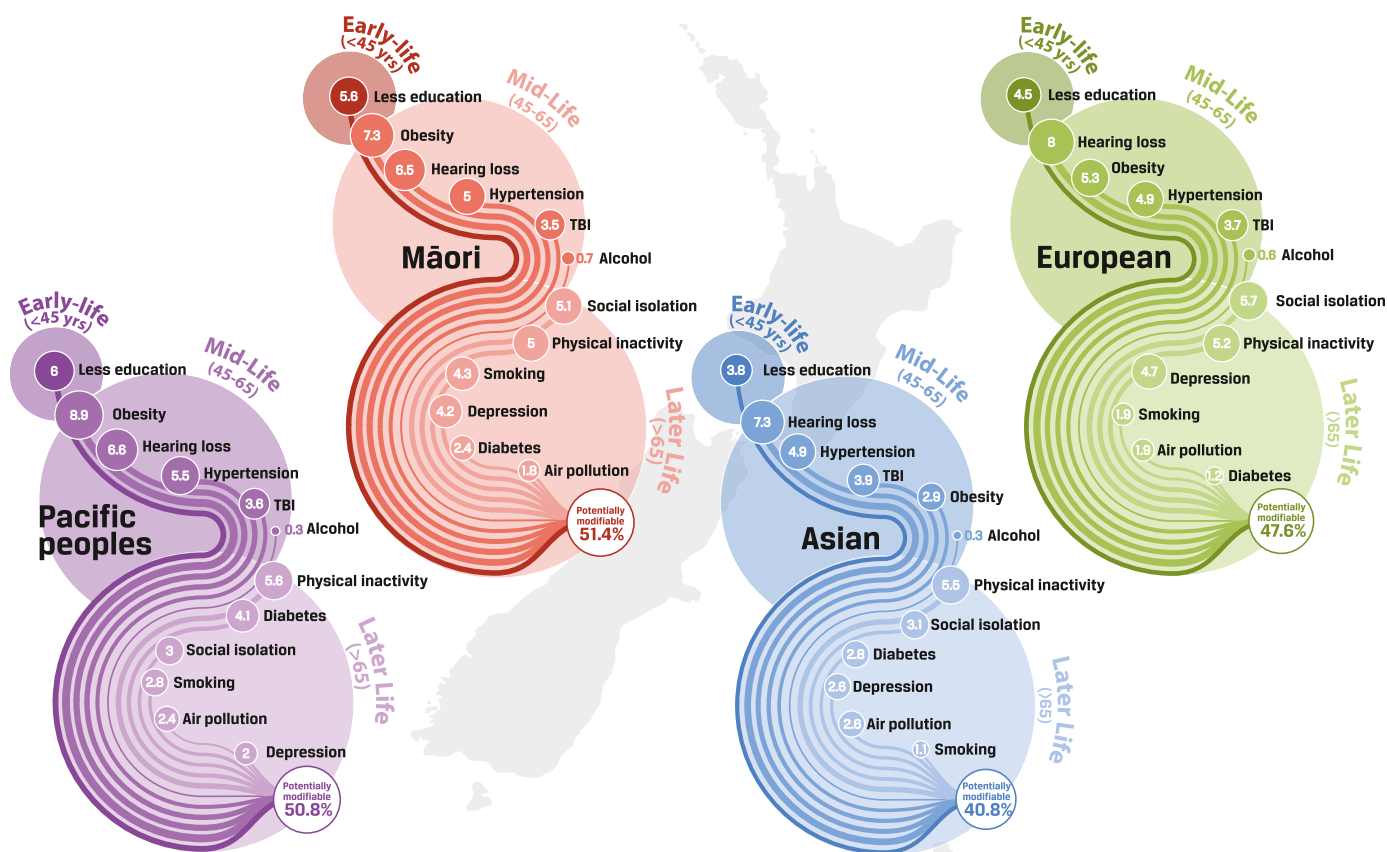 Early-life
(<45 yrs)
5.6 Less education
Mid-Life
(45-65)
7.3 Obesity
6.5 Hearing loss
5 Hypertension
3.5 TBI
Māori
0.7 Alcohol
5.1 Social isolation
5 Physical inactivity
4.3 Smoking
4.2 Depression
2.4 Diabetes
1.8 Air pollution
Later Life
(>65)
Potentially
modifiable
51.4%
Early-life
(<45 yrs)
4.5 Less education
Mid-Life
(45-65)
8 Hearing loss
5.3 Obesity
4.9 Hypertension
3.7 TBI
European
0.6 Alcohol
5.7 Social isolation
5.2 Physical inactivity
4.7 Depression
1.9 Smoking
1.9 Air pollution
1.2 Diabetes
Later Life
(>65)
Potentially
modifiable
47.6%
Early-life
(<45 yrs)
6 Less education
Mid-Life
(45-65)
8.9 Obesity
6.6 Hearing loss
5.5 Hypertension
3.6 TBI
Pacific
peoples
0.3 Alcohol
5.6 Physical inactivity
4.1 Diabetes
3 Social isolation
2.8 Smoking
2.4 Air pollution
2 Depression
Later Life
(>65)
Potentially
modifiable
50.8%
Early-life
(<45 yrs)
3.8 Less education
Mid-Life
(45-65)
7.3 Hearing loss
4.9 Hypertension
3.9 TBI
2.9 Obesity
Asian
0.3 Alcohol
5.5 Physical inactivity
3.1 Social isolation
2.8 Diabetes
2.6 Depression
2.6 Air pollution
1.1 Smoking
Later Life
(>65)
Potentially
modifiable
40.8%